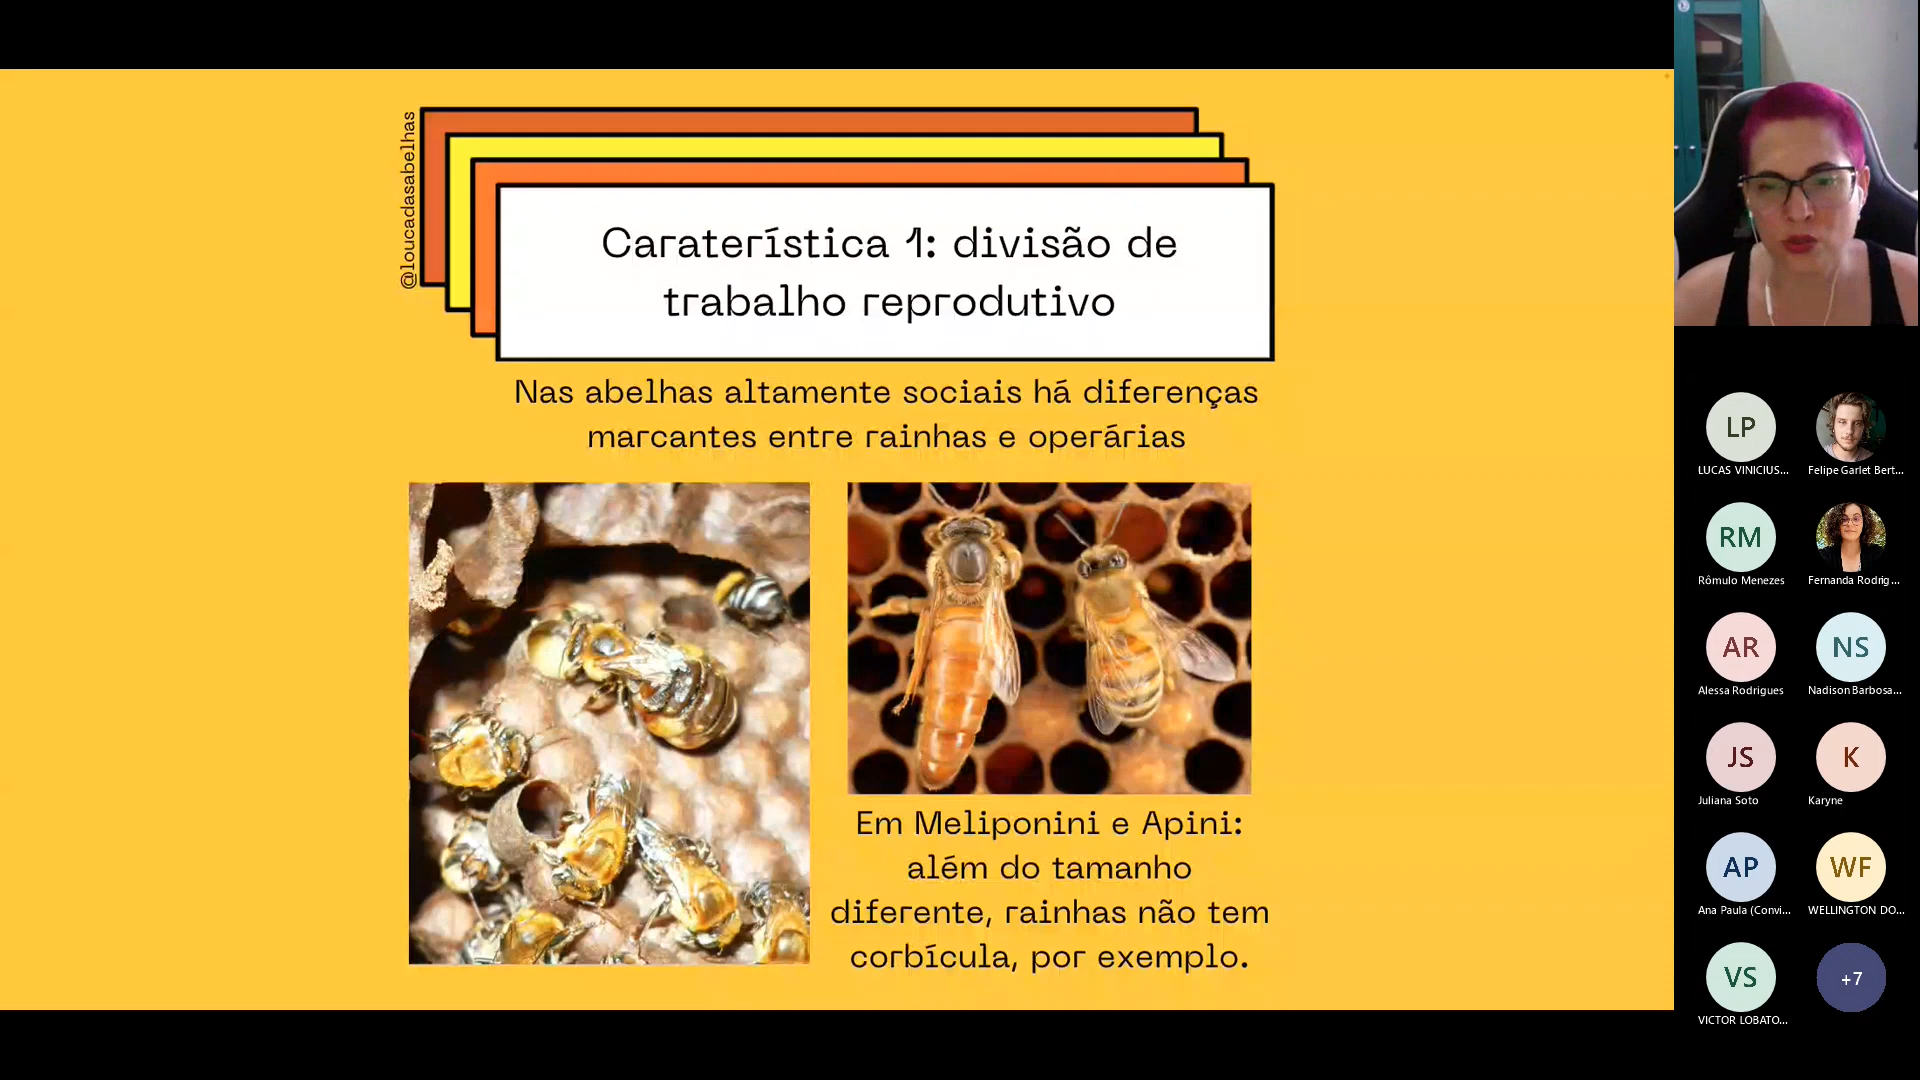 @loucadasabelhas
Caraterística 1: divisão de
trabalho reprodutivo
Nas abelhas altamente sociais há diferenças
marcantes entre rainhas e operárias
Em Meliponini e Apini:
além do tamanho
diferente, rainhas não tem
corbícula, por exemplo.
LP
LUCAS VINICIUS...
Felipe Garlet Bert...
RM
Rômulo Menezes
Fernanda Rodrig...
AR
Alessa Rodrigues
NS
Nadison Barbosa...
JS
Juliana Soto
K
Karyne
AP
Ana Paula (Convi...
WF
WELLINGTON DO...
VS
VICTOR LOBATO...
+7